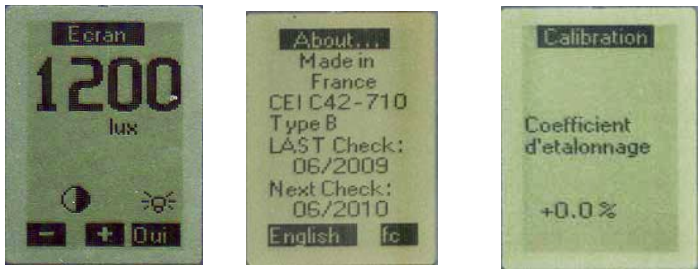 Ecran
1200
lux
- + Oui
About...
Made in
France
CEI C42-710
Type B
LAST Check:
06/2009
Next Check:
06/2010
English fc
Calibration
Coefficient
d'etalonnage
+0.0 %